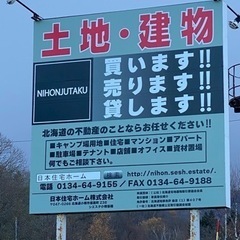 土地・建物
NIHONJUTAKU
買います!!
売ります!!
貸します!!
北海道の不動産のことならお任せください!!
■キャンプ場用地■住宅■マンション■アパート
■駐車場■テナント■店舗■オフィス■資材置場
何でもご相談下さい。
日本住宅ホーム 検索
http://nihon.sesh.estate/.
電話 0134-64-9155/FAX 0134-64-9188
日本住宅ホーム株式会社